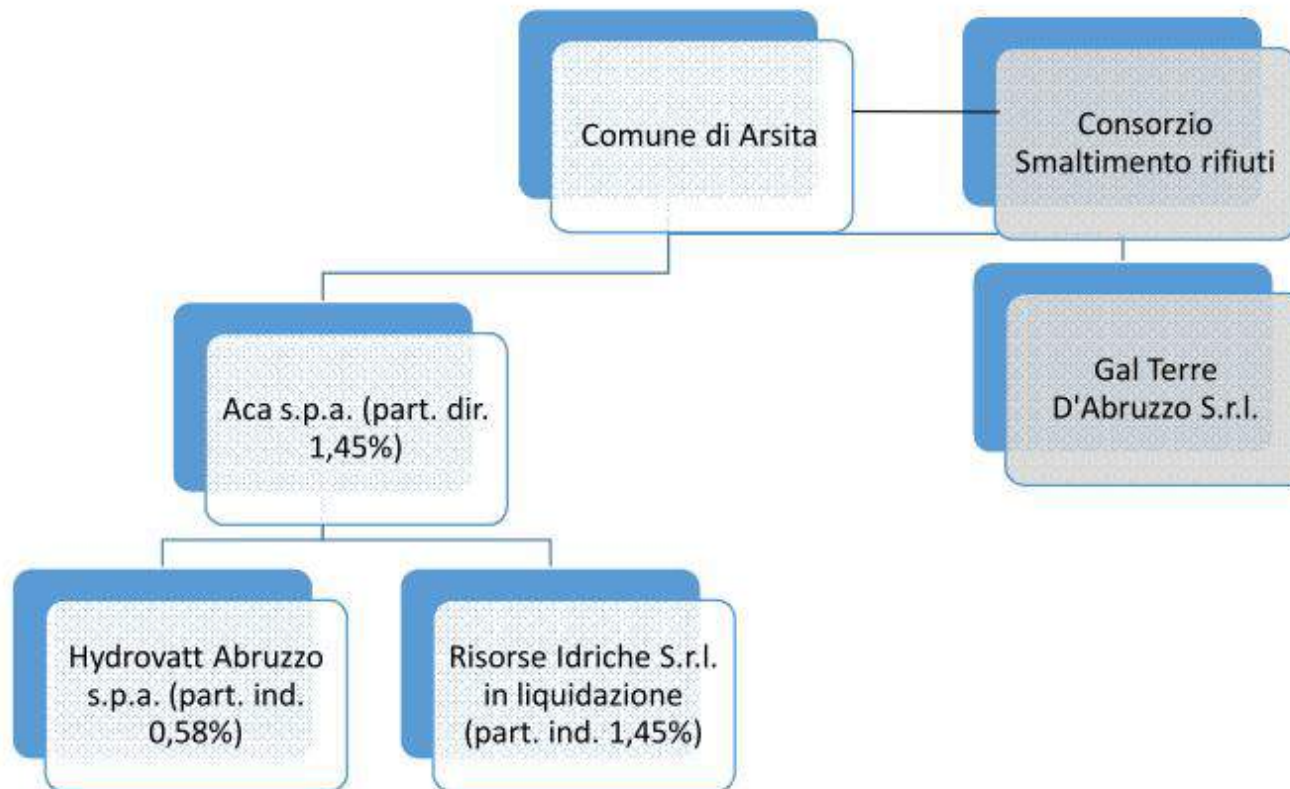 Comune di Arsita
Consorzio
Smaltimento rifiuti
Aca s.p.a. (part. dir.
1,45%)
Gal Terre
D'Abruzzo S.r.l.
Hydrovatt Abruzzo
s.p.a. (part. ind.
0,58%)
Risorse Idriche S.r.l.
in liquidazione
(part. ind. 1,45%)